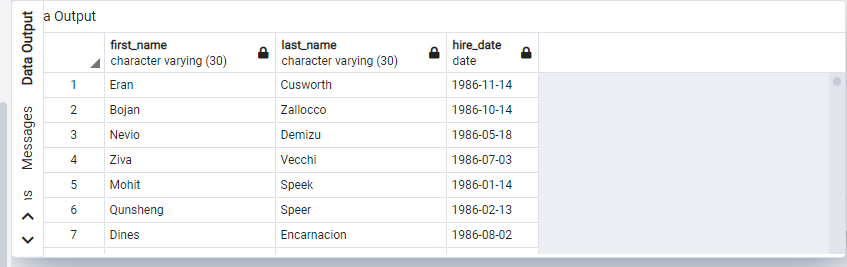 a Output
Data Output
Messages
first_name last_name hire_date
character varying (30) character varying (30) date
1 Eran Cusworth 1986-11-14
2 Bojan Zallocco 1986-10-14
3 Nevio Demizu 1986-05-18
4 Ziva Vecchi 1986-07-03
5 Mohit Speek 1986-01-14
6 Qunsheng Speer 1986-02-13
7 Dines Encarnacion 1986-08-02